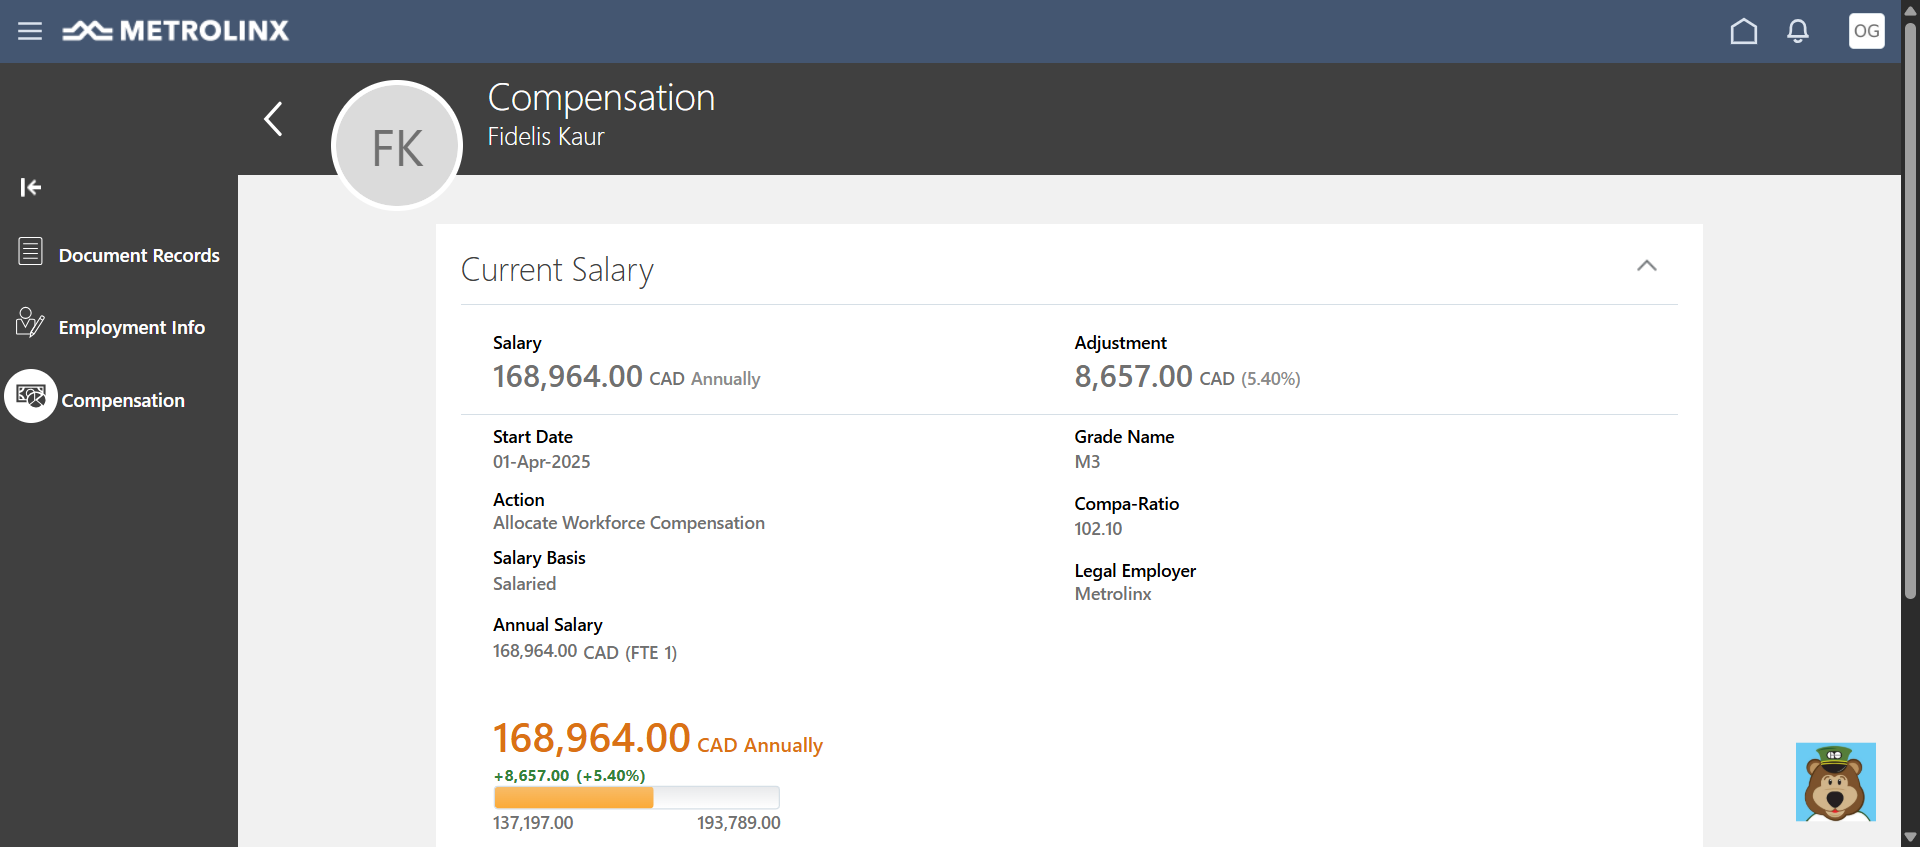 METROLINX
OG
Compensation
Fidelis Kaur
FK
Document Records
Employment Info
Compensation
Current Salary
Salary
168,964.00 CAD Annually
Adjustment
8,657.00 CAD (5.40%)
Start Date
01-Apr-2025
Grade Name
M3
Action
Allocate Workforce Compensation
Compa-Ratio
102.10
Salary Basis
Salaried
Legal Employer
Metrolinx
Annual Salary
168,964.00 CAD (FTE 1)
168,964.00 CAD Annually
+8,657.00 (+5.40%)
137,197.00 193,789.00